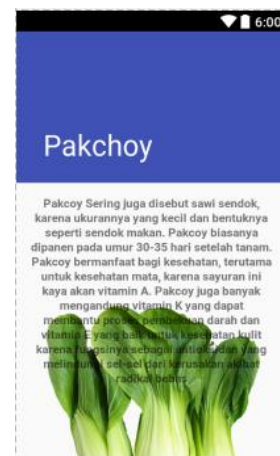 6:00
Pakchoy
Pakcoy Sering juga disebut sawi sendok,
karena ukurannya yang kecil dan bentuknya
seperti sendok makan. Pakcoy biasanya
dipanen pada umur 30-35 hari setelah tanam.
Pakcoy bermanfaat bagi kesehatan, terutama
untuk kesehatan mata, karena sayuran ini
kaya akan vitamin A. Pakcoy juga banyak
mengandung vitamin K yang dapat
membantu proses pembekuan darah dan
vitamin E yang baik untuk kesehatan kulit
karena fungsinya sebagai antioksidan yang
melindungi sel-sel dari kerusakan akibat
radikal bebas